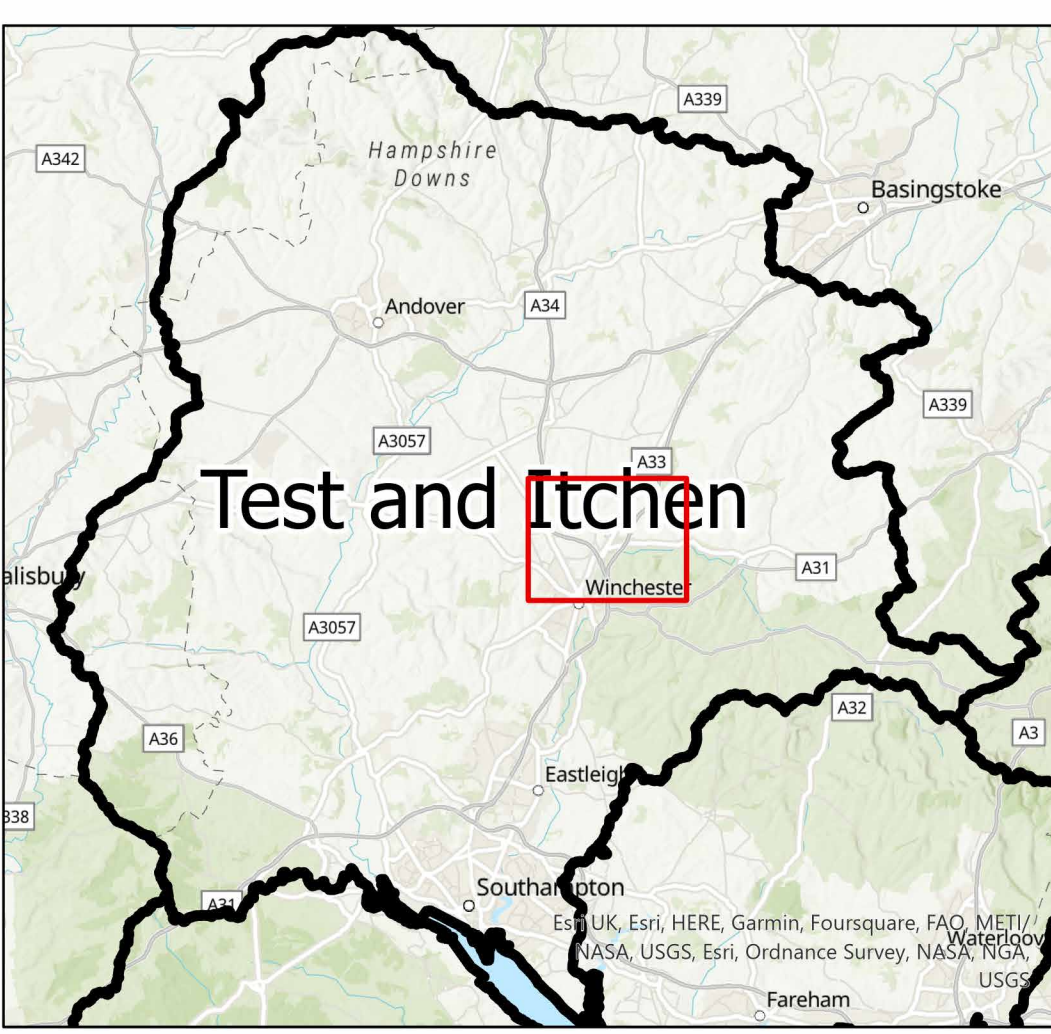 A339
A342
Hampshire
Downs
Basingstoke
Andover
A34
A339
A3057
A33
Test and Itchen
A31
alisbury
Winchester
A3057
A32
A36
A3
Eastleigh
338
Southampton
A31
Esri UK, Esri, HERE, Garmin, Foursquare, FAO, METI/
Waterloov
NASA, USGS, Esri, Ordnance Survey, NASA, NGA,
USGS
Fareham